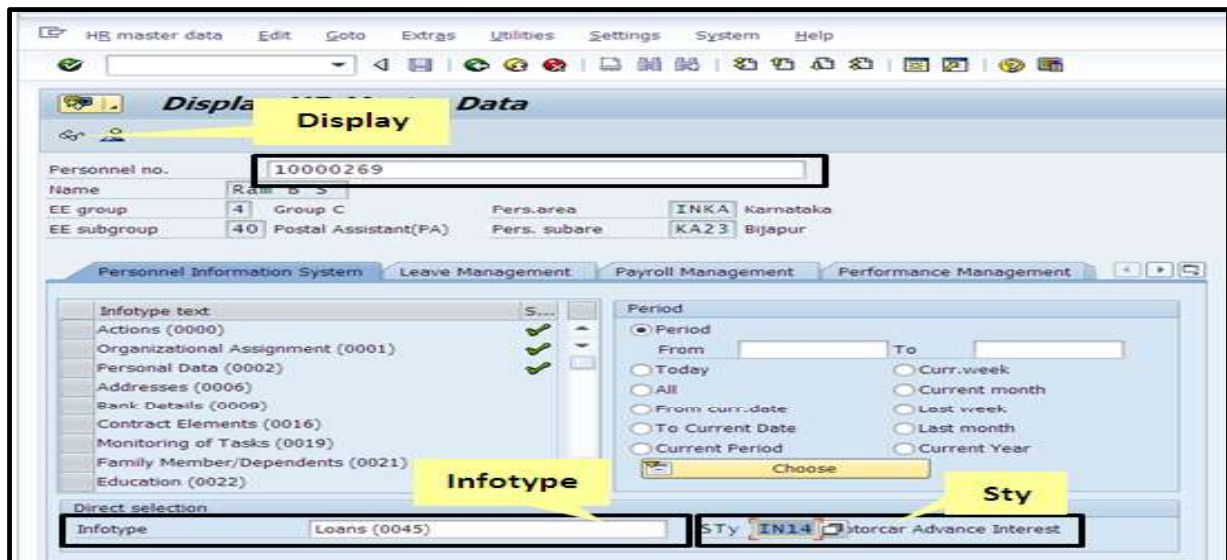 HR master data Edit Goto Extras Utilities Settings System Help
Display HR Master Data
Display
Personnel no. 10000269
Name Ram B S
EE group 4 Group C Pers.area INKA Karnataka
EE subgroup 40 Postal Assistant(PA) Pers. subare KA23 Bijapur
Personnel Information System Leave Management Payroll Management Performance Management
Infotype text S... Period
Actions (0000) Period
Organizational Assignment (0001) From To
Personal Data (0002) Today Curr.week
Addresses (0006) All Current month
Bank Details (0009) From curr.date Last week
Contract Elements (0016) To Current Date Last month
Monitoring of Tasks (0019) Current Period Current Year
Family Member/Dependents (0021) Choose
Education (0022) Infotype Sty
Direct selection
Infotype Loans (0045) STy IN14 otorcar Advance Interest